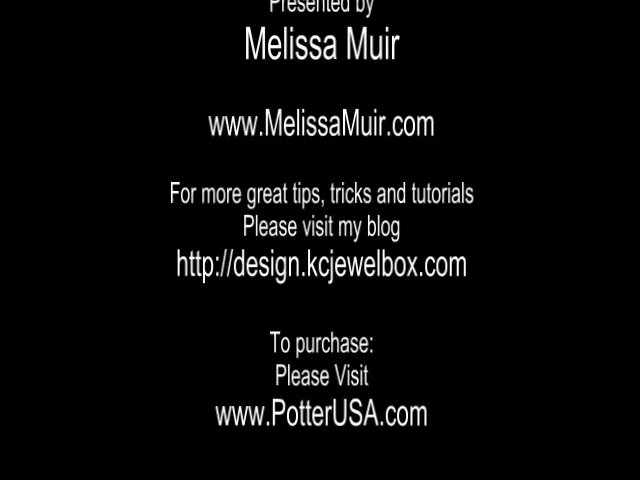 Presented by
Melissa Muir
www.MelissaMuir.com
For more great tips, tricks and tutorials
Please visit my blog
http://design.kcjewelbox.com
To purchase:
Please Visit
www.PotterUSA.com